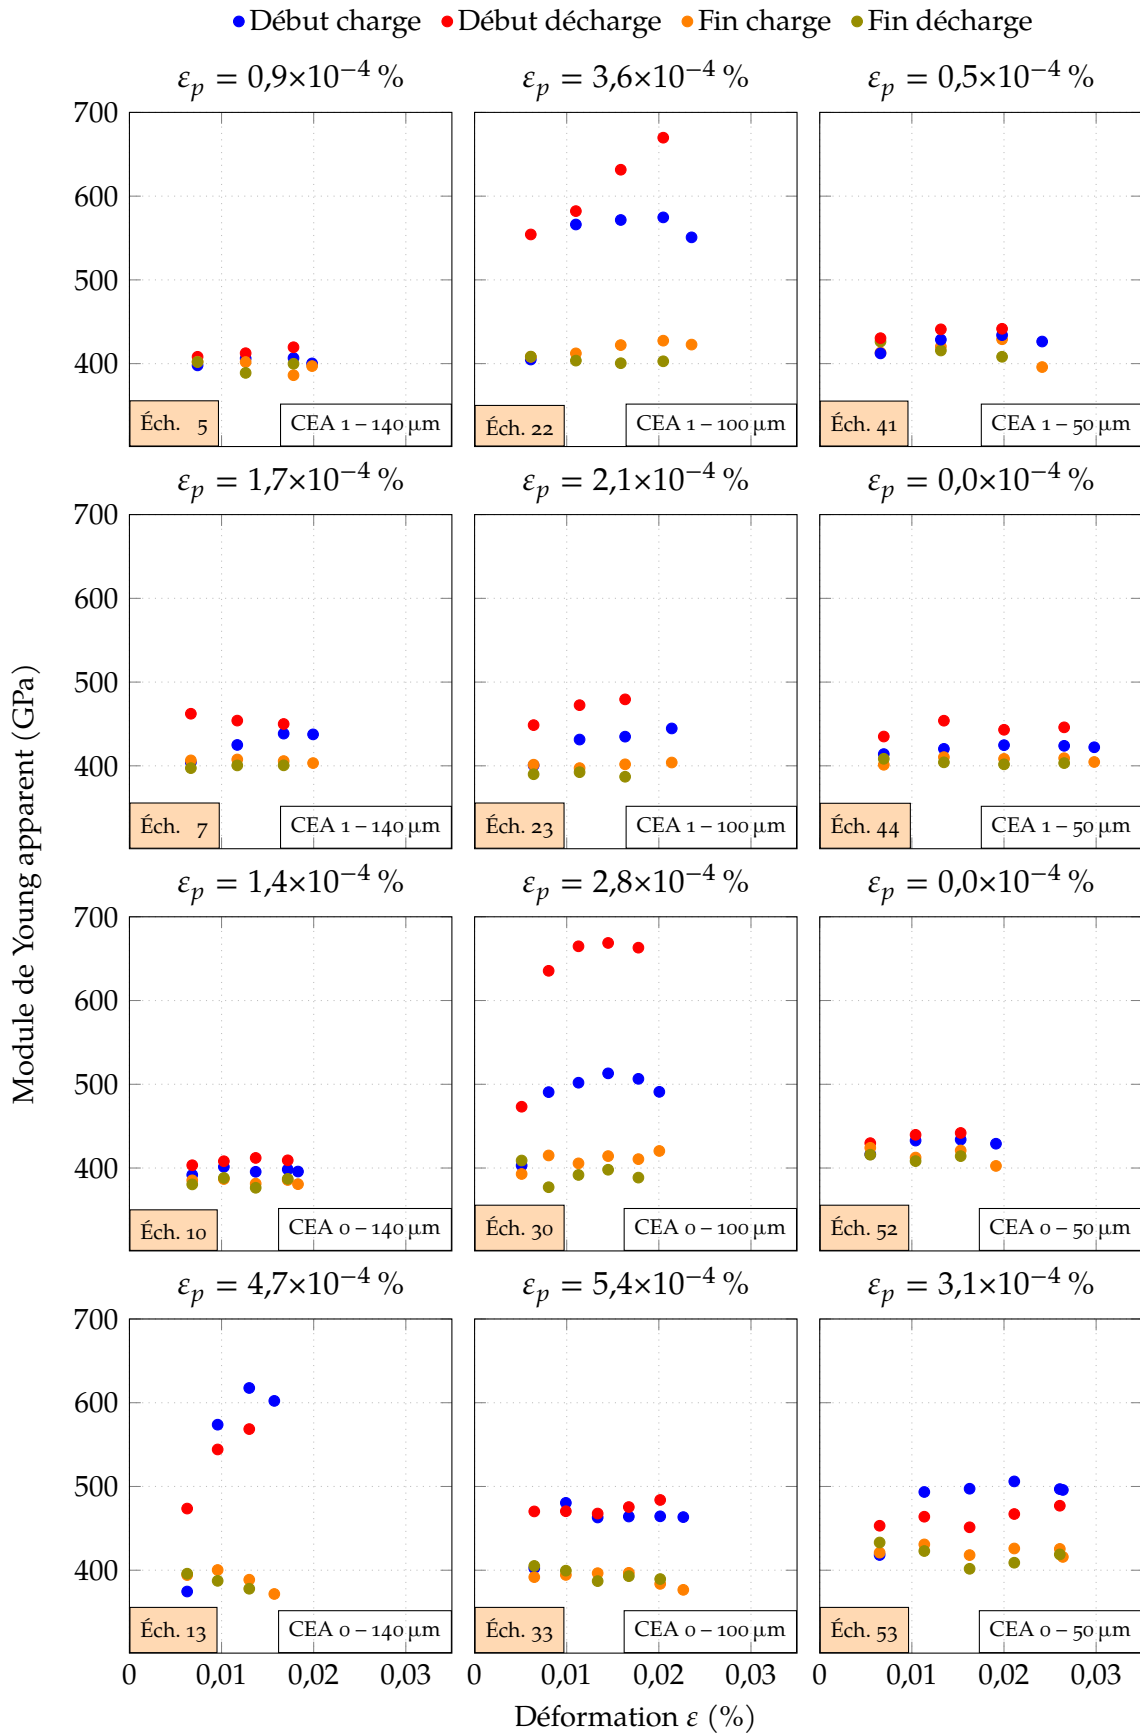 Début charge Début décharge Fin charge Fin décharge
εp = 0,9×10−4 % εp = 3,6×10−4 % εp = 0,5×10−4 %
700
600
500
400
Éch. 5 CEA 1 – 140 µm Éch. 22 CEA 1 – 100 µm Éch. 41 CEA 1 – 50 µm
εp = 1,7×10−4 % εp = 2,1×10−4 % εp = 0,0×10−4 %
700
600
500
400
Éch. 7 CEA 1 – 140 µm Éch. 23 CEA 1 – 100 µm Éch. 44 CEA 1 – 50 µm
Module de Young apparent (GPa)
εp = 1,4×10−4 % εp = 2,8×10−4 % εp = 0,0×10−4 %
700
600
500
400
Éch. 10 CEA 0 – 140 µm Éch. 30 CEA 0 – 100 µm Éch. 52 CEA 0 – 50 µm
εp = 4,7×10−4 % εp = 5,4×10−4 % εp = 3,1×10−4 %
700
600
500
400
Éch. 13 CEA 0 – 140 µm Éch. 33 CEA 0 – 100 µm Éch. 53 CEA 0 – 50 µm
0 0,01 0,02 0,03 0 0,01 0,02 0,03 0 0,01 0,02 0,03
Déformation ε (%)